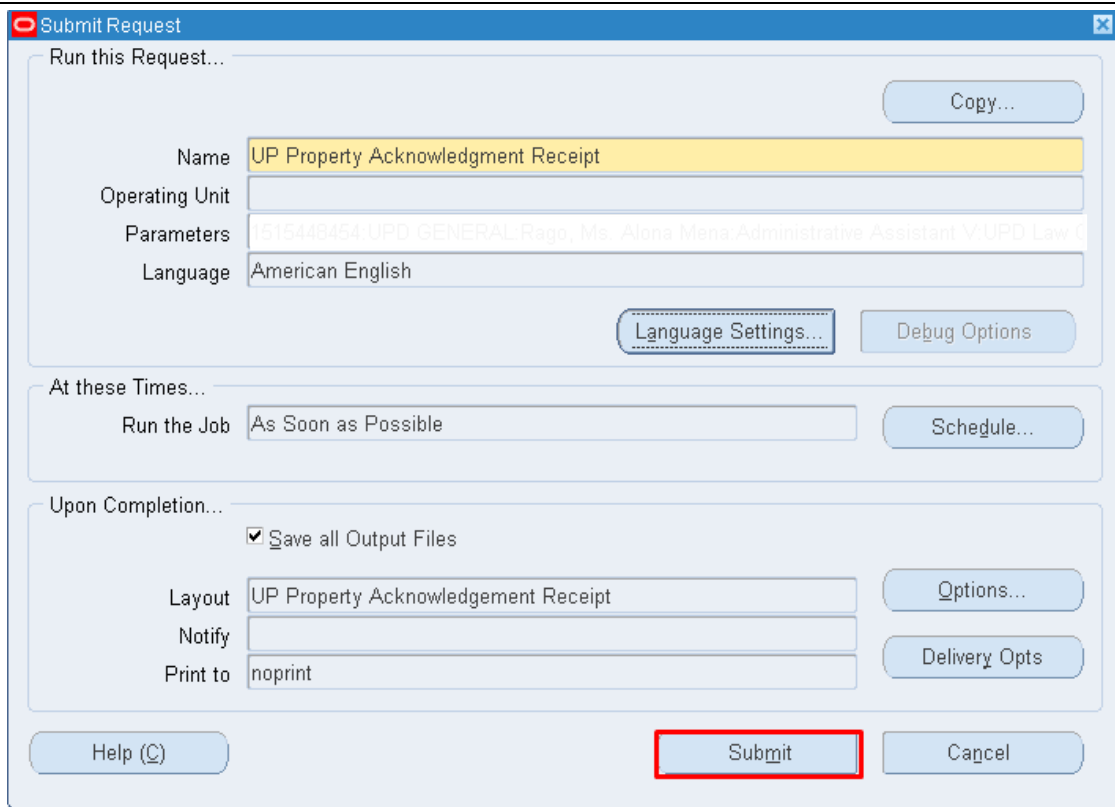 Submit Request
Run this Request...
Copy...
Name UP Property Acknowledgment Receipt
Operating Unit
Parameters 1515448454:UPD GENERAL:Rago, Ms. Alona Mena:Administrative Assistant V:UPD Law
Language American English
Language Settings... Debug Options
At these Times...
Run the Job As Soon as Possible Schedule...
Upon Completion...
Save all Output Files
Layout UP Property Acknowledgement Receipt Options...
Notify
Print to noprint Delivery Opts
Help (C) Submit Cancel